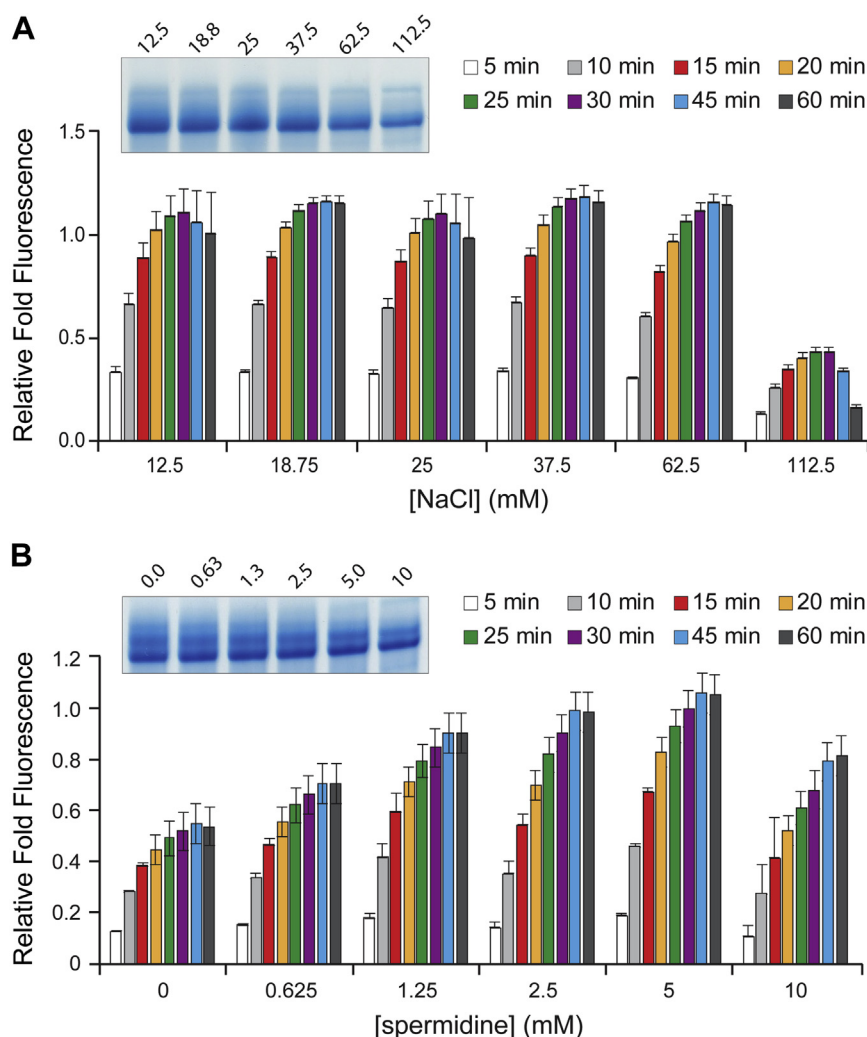 A
12.5 18.8 25 37.5 62.5 112.5
5 min 10 min 15 min 20 min
25 min 30 min 45 min 60 min
1.5
1.0
0.5
0.0
Relative Fold Fluorescence
12.5 18.75 25 37.5 62.5 112.5
[NaCl] (mM)
B
0.0 0.63 1.3 2.5 5.0 10
5 min 10 min 15 min 20 min
25 min 30 min 45 min 60 min
1.2
1.0
0.8
0.6
0.4
0.2
0
Relative Fold Fluorescence
0 0.625 1.25 2.5 5 10
[spermidine] (mM)